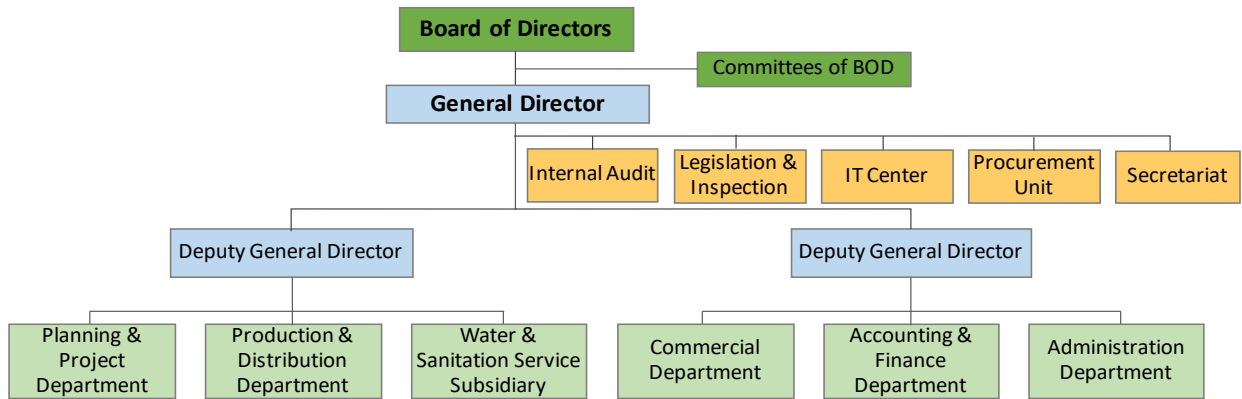 Board of Directors
Committees of BOD
General Director
Internal Audit
Legislation &
Inspection
IT Center
Procurement
Unit
Secretariat
Deputy General Director
Deputy General Director
Planning &
Project
Department
Production &
Distribution
Department
Water &
Sanitation Service
Subsidiary
Commercial
Department
Accounting &
Finance
Department
Administration
Department